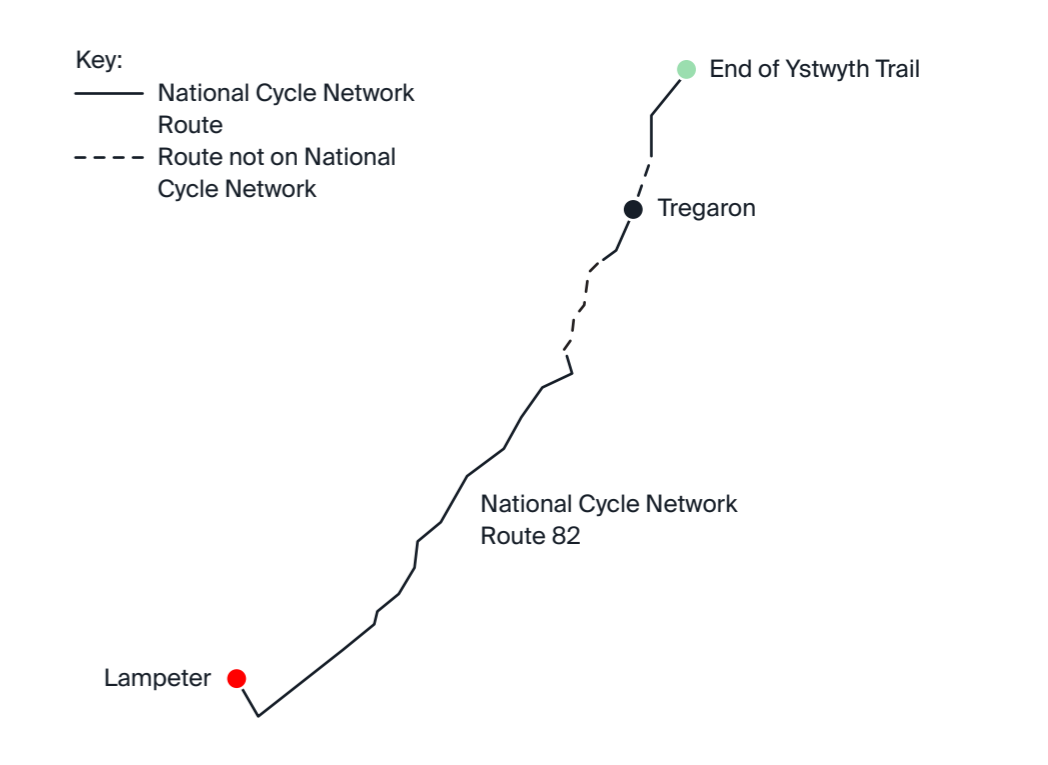 Key:
National Cycle Network
Route
Route not on National
Cycle Network
End of Ystwyth Trail
Tregaron
National Cycle Network
Route 82
Lampeter